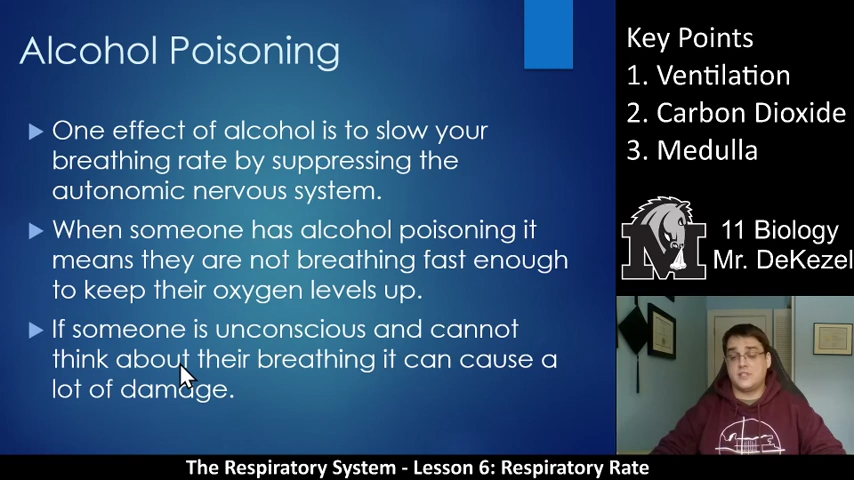 Alcohol Poisoning
One effect of alcohol is to slow your
breathing rate by suppressing the
autonomic nervous system.
When someone has alcohol poisoning it
means they are not breathing fast enough
to keep their oxygen levels up.
If someone is unconscious and cannot
think about their breathing it can cause a
lot of damage.
Key Points
1. Ventilation
2. Carbon Dioxide
3. Medulla
M
11 Biology
Mr. DeKezel
The Respiratory System - Lesson 6: Respiratory Rate